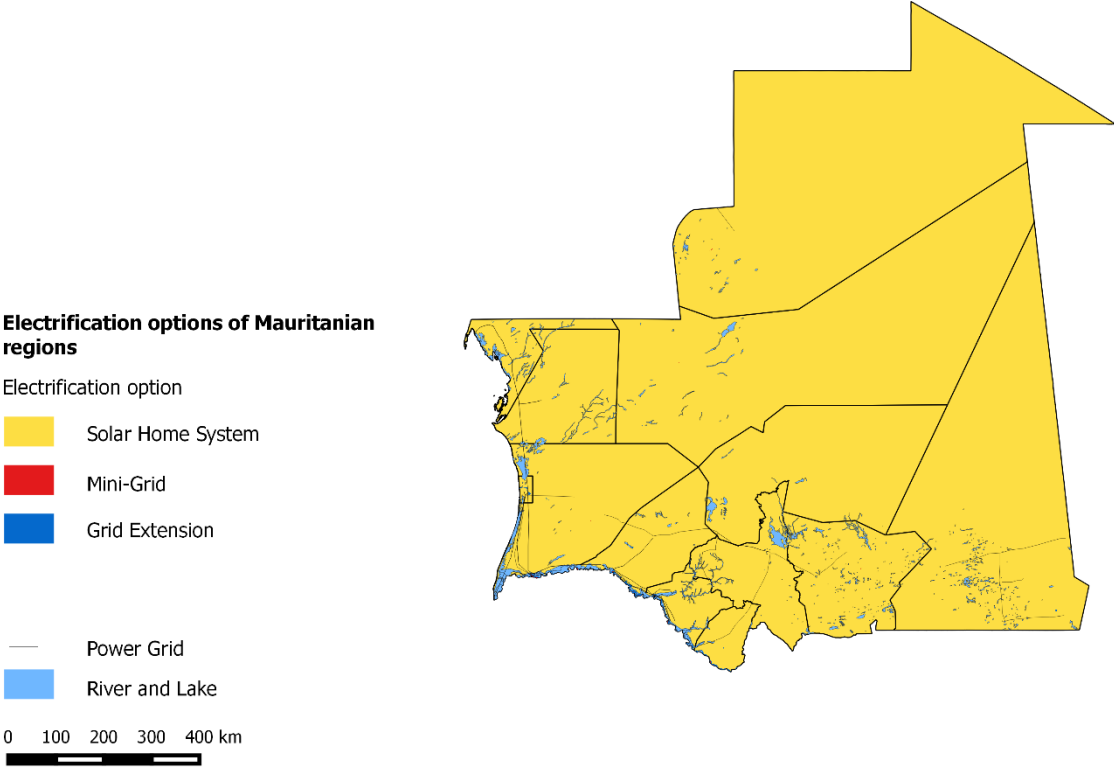 Electrification options of Mauritanian
regions
Electrification option
Solar Home System
Mini-Grid
Grid Extension
Power Grid
River and Lake
0 100 200 300 400 km